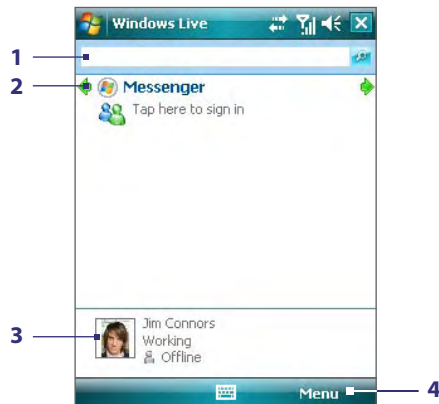 Windows Live
1
2
Messenger
Tap here to sign in
3
Jim Connors
Working
Offline
Menu
4